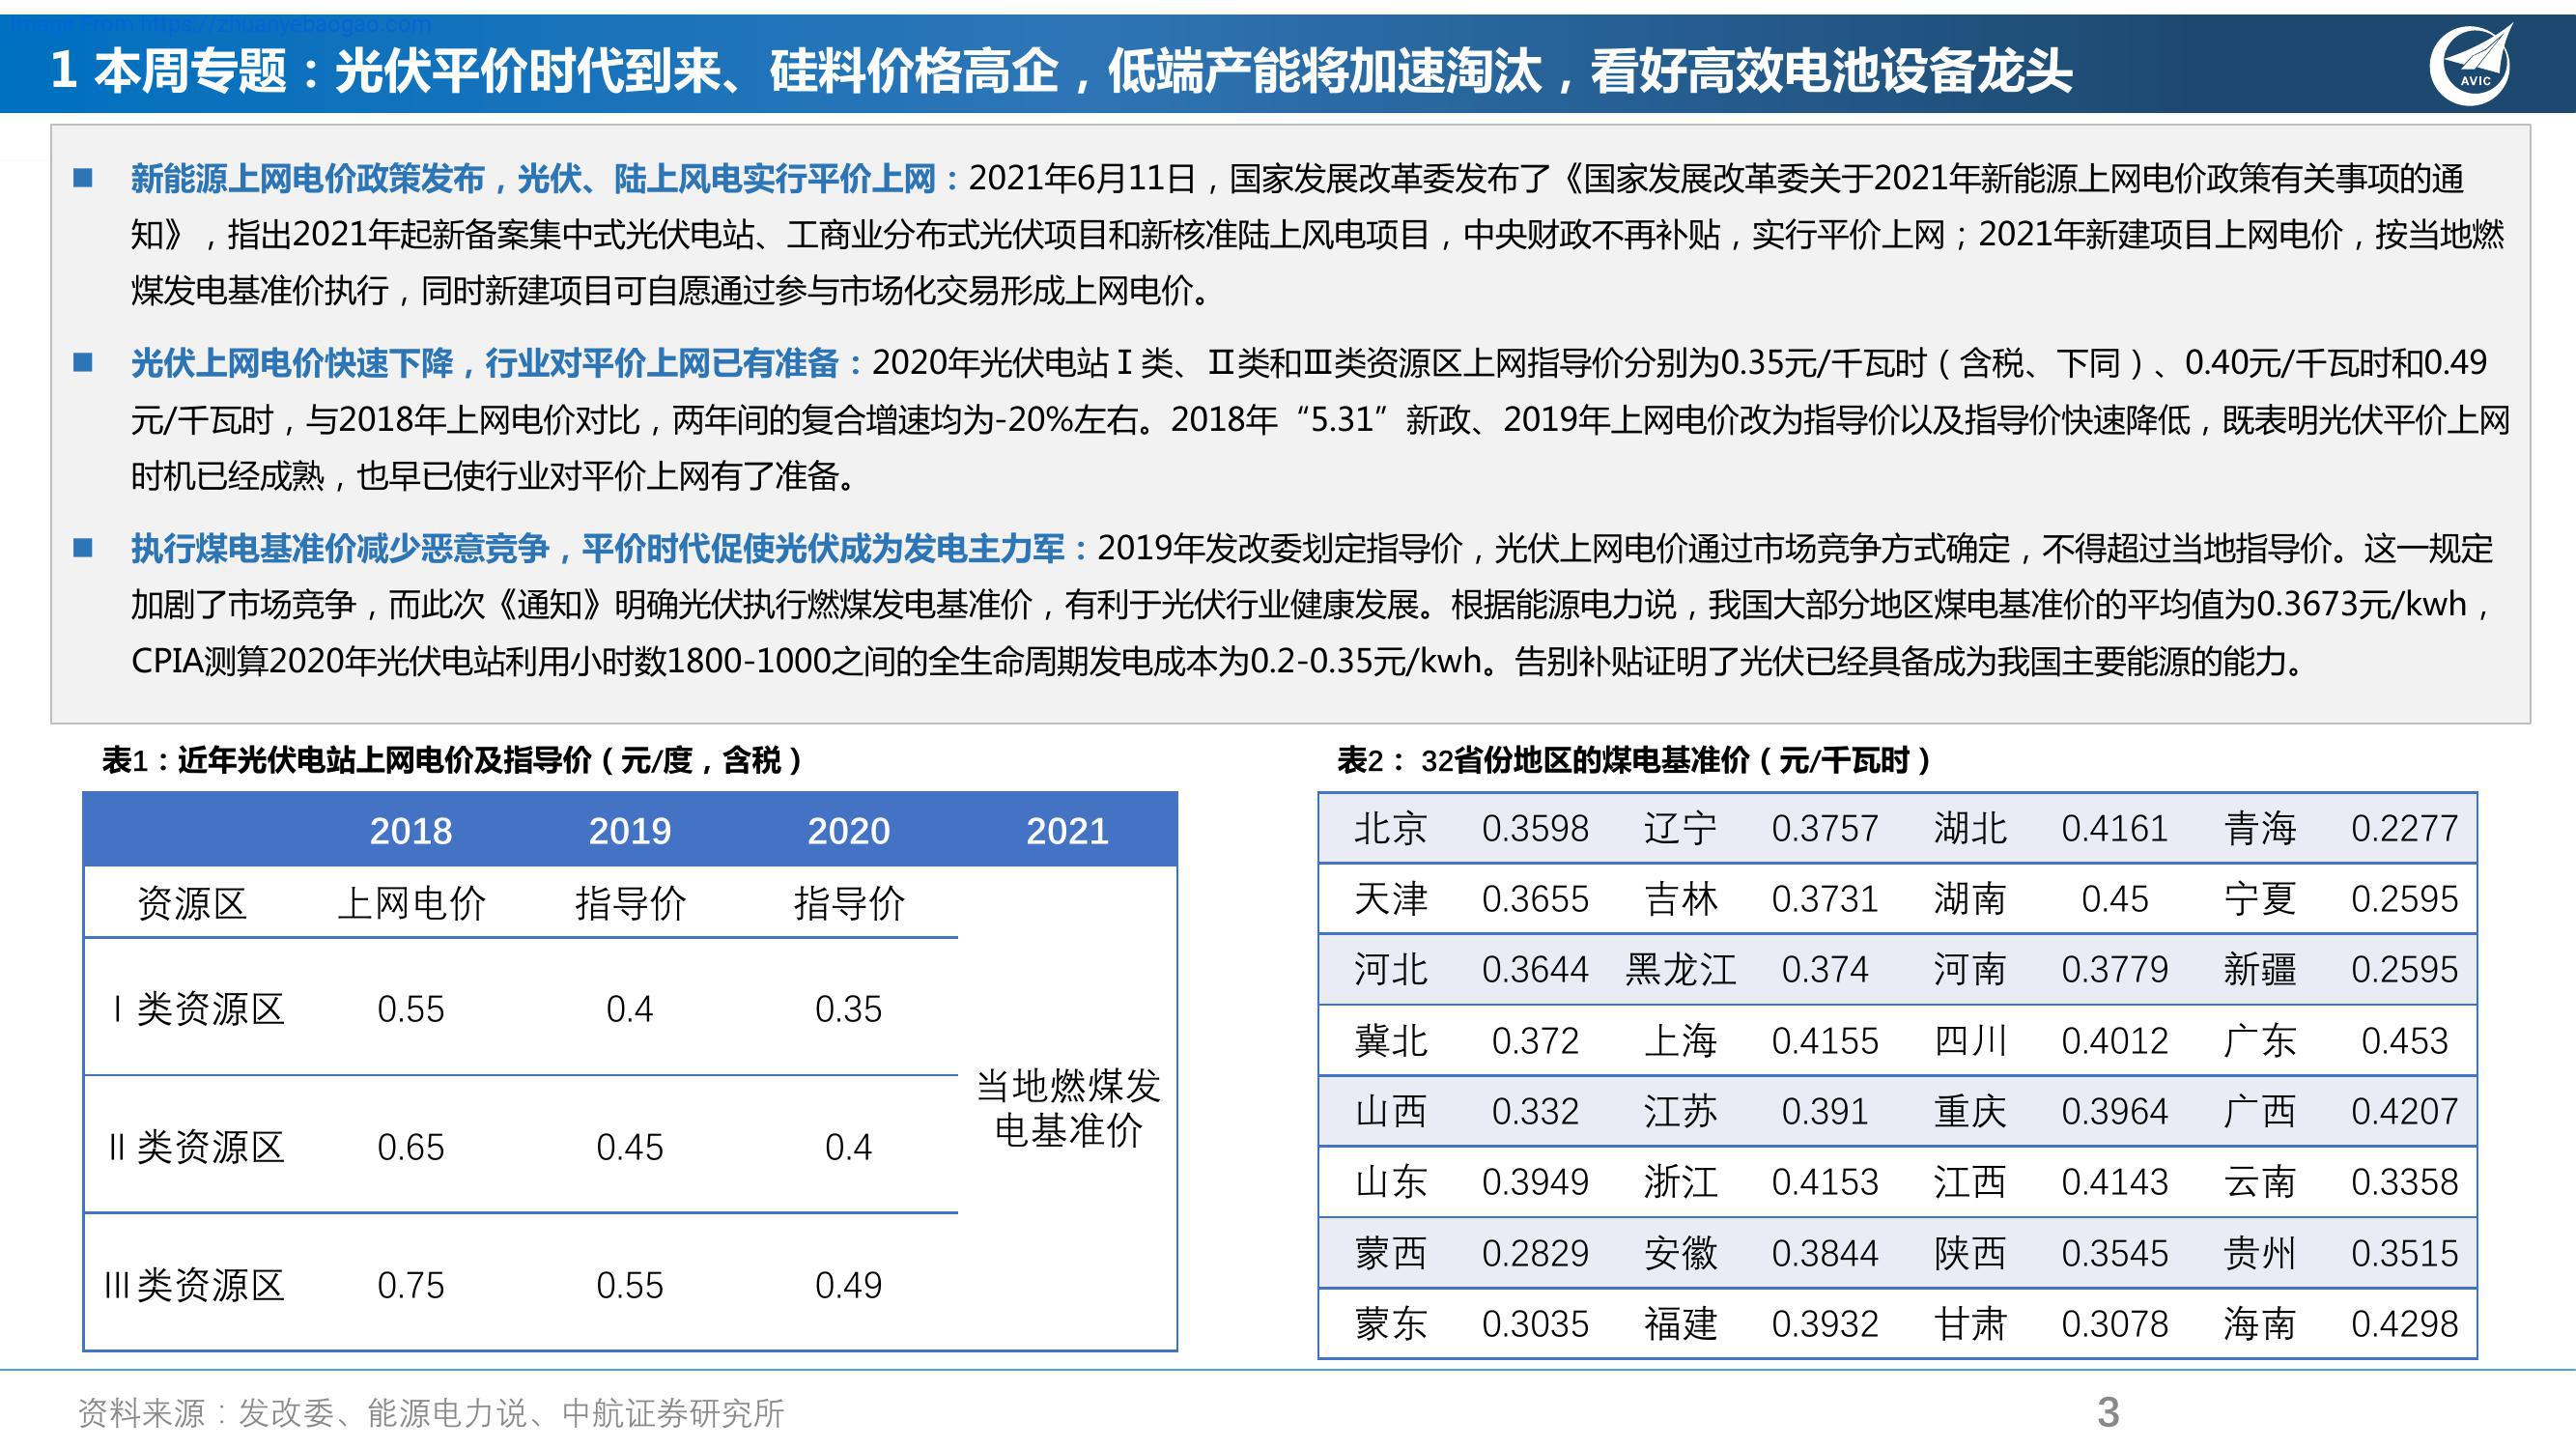 Image From https://zhuanyebaogao.com
1 本周专题：光伏平价时代到来、硅料价格高企，低端产能将加速淘汰，看好高效电池设备龙头
AVIC
■ 新能源上网电价政策发布，光伏、陆上风电实行平价上网：2021年6月11日，国家发展改革委发布了《国家发展改革委关于2021年新能源上网电价政策有关事项的通
知》，指出2021年起新备案集中式光伏电站、工商业分布式光伏项目和新核准陆上风电项目，中央财政不再补贴，实行平价上网；2021年新建项目上网电价，按当地燃
煤发电基准价执行，同时新建项目可自愿通过参与市场化交易形成上网电价。
■ 光伏上网电价快速下降，行业对平价上网已有准备：2020年光伏电站Ⅰ类、Ⅱ类和Ⅲ类资源区上网指导价分别为0.35元/千瓦时（含税、下同）、0.40元/千瓦时和0.49
元/千瓦时，与2018年上网电价对比，两年间的复合增速均为-20%左右。2018年“5.31”新政、2019年上网电价改为指导价以及指导价快速降低，既表明光伏平价上网
时机已经成熟，也早已使行业对平价上网有了准备。
■ 执行煤电基准价减少恶意竞争，平价时代促使光伏成为发电主力军：2019年发改委划定指导价，光伏上网电价通过市场竞争方式确定，不得超过当地指导价。这一规定
加剧了市场竞争，而此次《通知》明确光伏执行燃煤发电基准价，有利于光伏行业健康发展。根据能源电力说，我国大部分地区煤电基准价的平均值为0.3673元/kwh，
CPIA测算2020年光伏电站利用小时数1800-1000之间的全生命周期发电成本为0.2-0.35元/kwh。告别补贴证明了光伏已经具备成为我国主要能源的能力。
表1：近年光伏电站上网电价及指导价（元/度，含税）
2018 2019 2020 2021
资源区 上网电价 指导价 指导价
Ⅰ类资源区 0.55 0.4 0.35
当地燃煤发
电基准价
Ⅱ类资源区 0.65 0.45 0.4
Ⅲ类资源区 0.75 0.55 0.49
表2： 32省份地区的煤电基准价（元/千瓦时）
北京 0.3598 辽宁 0.3757 湖北 0.4161 青海 0.2277
天津 0.3655 吉林 0.3731 湖南 0.45 宁夏 0.2595
河北 0.3644 黑龙江 0.374 河南 0.3779 新疆 0.2595
冀北 0.372 上海 0.4155 四川 0.4012 广东 0.453
山西 0.332 江苏 0.391 重庆 0.3964 广西 0.4207
山东 0.3949 浙江 0.4153 江西 0.4143 云南 0.3358
蒙西 0.2829 安徽 0.3844 陕西 0.3545 贵州 0.3515
蒙东 0.3035 福建 0.3932 甘肃 0.3078 海南 0.4298
资料来源：发改委、能源电力说、中航证券研究所
3